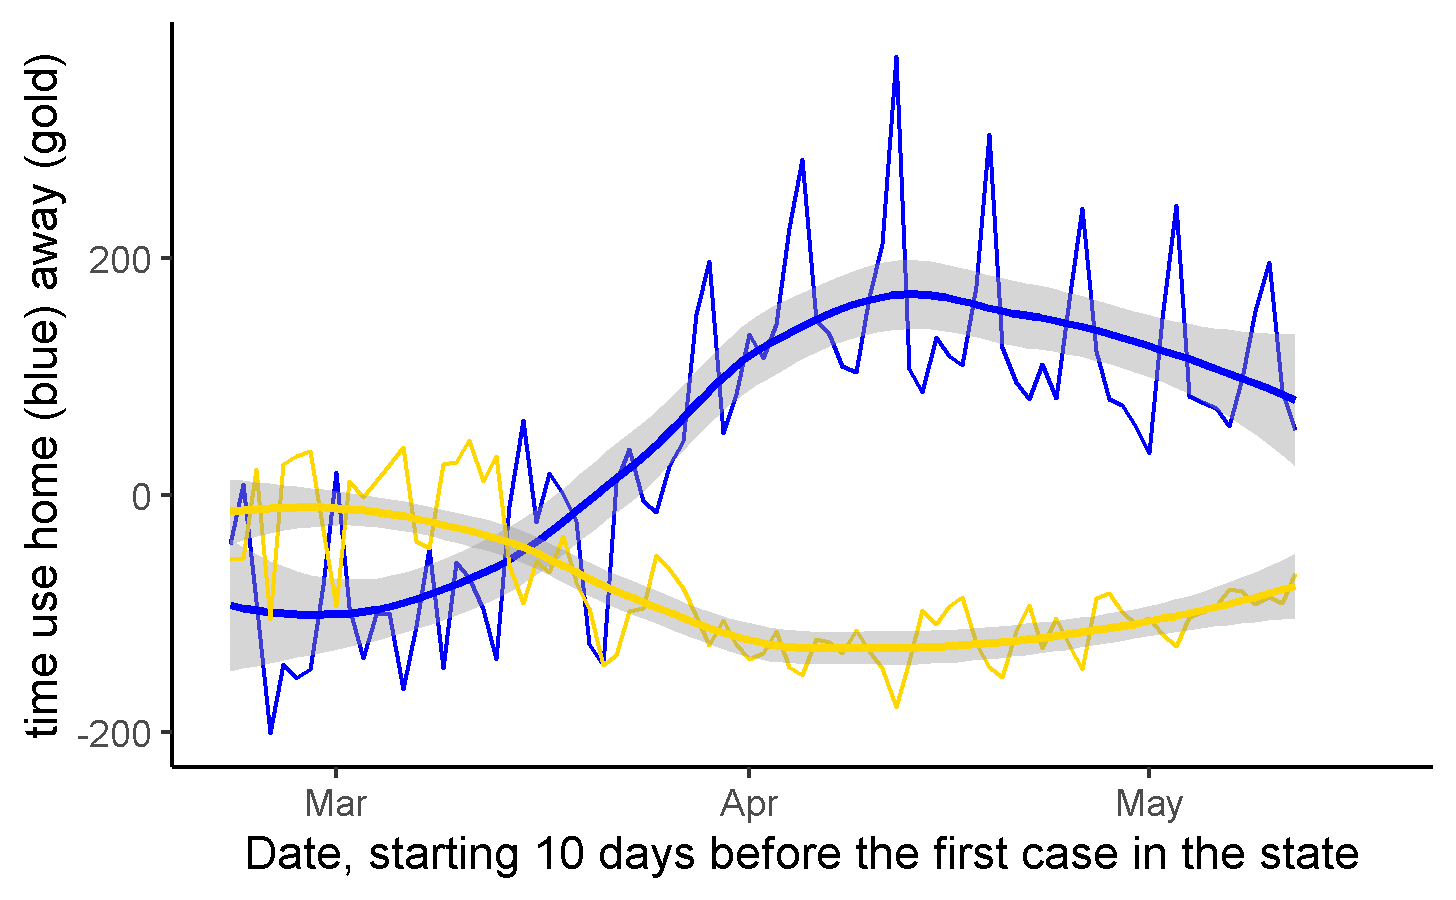 time use home (blue) away (gold)
200
0
-200
Mar Apr May
Date, starting 10 days before the first case in the state